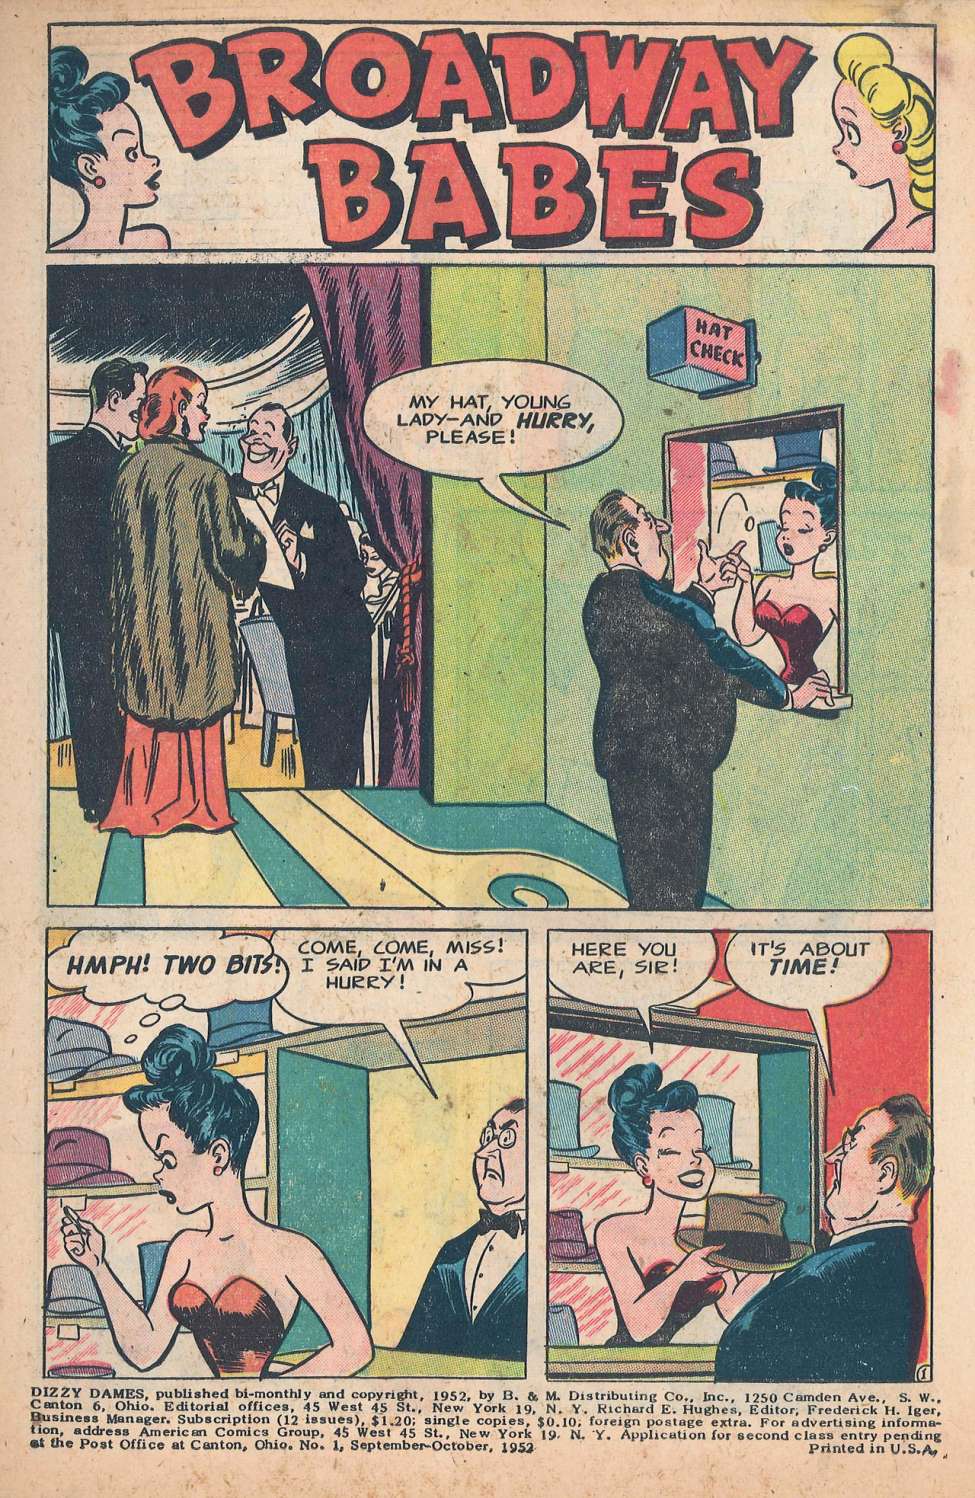 BROADWAY
BABES
HAT
CHECK
MY HAT, YOUNG
LADY-AND HURRY,
PLEASE!
HMPH! TWO BITS!
COME, COME, MISS!
I SAID I'M IN A
HURRY!
HERE YOU
ARE, SIR!
IT'S ABOUT
TIME!
1
DIZZY DAMES, published bi-monthly and copyright, 1952, by B. & M. Distributing Co., Inc., 1250 Camden Ave., S. W.,
Canton 6, Ohio. Editorial offices, 45 West 45 St., New York 19, N. Y. Richard E. Hughes, Editor, Frederick H. Iger,
Business Manager. Subscription (12 issues), $1.20; single copies, $0.10; foreign postage extra. For advertising informa-
tion, address American Comics Group, 45 West 45 St., New York 19. N. Y. Application for second class entry pending
at the Post Office at Canton, Ohio. No. 1, September-October, 1952
Printed in U.S.A.